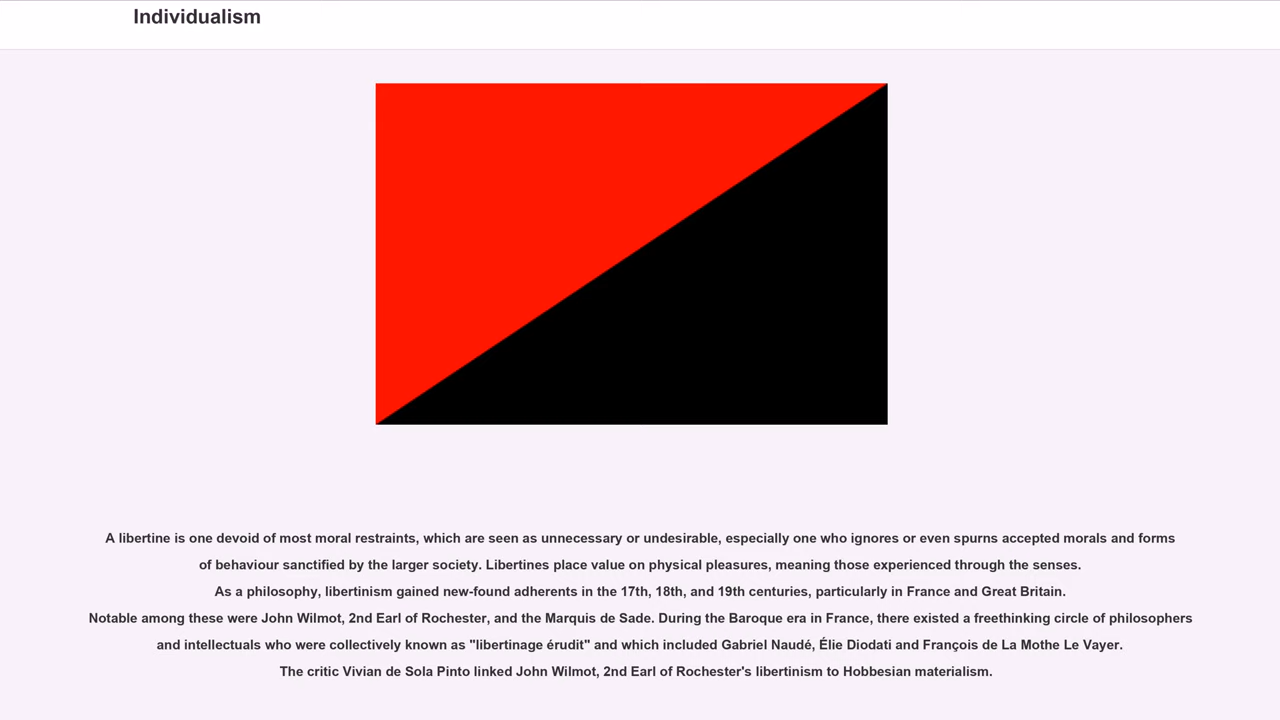 Individualism
A libertine is one devoid of most moral restraints, which are seen as unnecessary or undesirable, especially one who ignores or even spurns accepted morals and forms
of behaviour sanctified by the larger society. Libertines place value on physical pleasures, meaning those experienced through the senses.
As a philosophy, libertinism gained new-found adherents in the 17th, 18th, and 19th centuries, particularly in France and Great Britain.
Notable among these were John Wilmot, 2nd Earl of Rochester, and the Marquis de Sade. During the Baroque era in France, there existed a freethinking circle of philosophers
and intellectuals who were collectively known as "libertinage érudit" and which included Gabriel Naudé, Élie Diodati and François de La Mothe Le Vayer.
The critic Vivian de Sola Pinto linked John Wilmot, 2nd Earl of Rochester's libertinism to Hobbesian materialism.